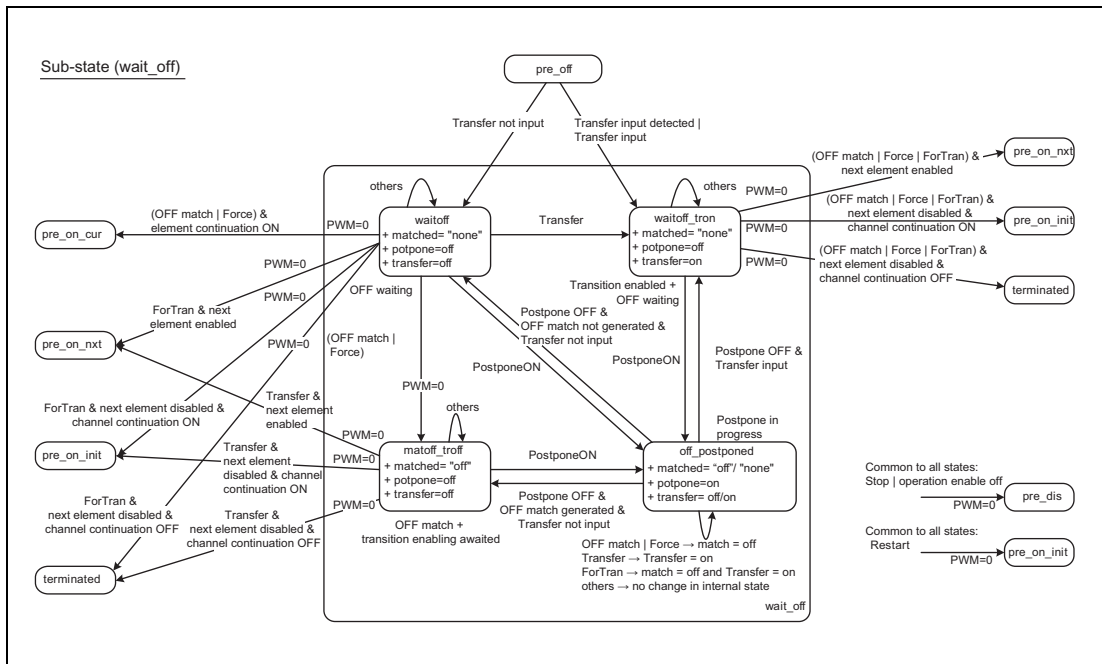 Sub-state (wait_off)
pre_off
Transfer not input
Transfer input detected |
Transfer input
(OFF match | Force | ForTran) &
next element enabled
pre_on_nxt
PWM=0
others
others
(OFF match | Force) &
element continuation ON
PWM=0
pre_on_cur
waitoff
+ matched= "none"
+ potpone=off
+ transfer=off
Transfer
waitoff_tron
+ matched= "none"
+ potpone=off
+ transfer=on
(OFF match | Force | ForTran) &
next element disabled &
channel continuation ON
PWM=0
pre_on_init
PWM=0
(OFF match | Force | ForTran) &
next element disabled &
channel continuation OFF
terminated
PWM=0
PWM=0
OFF waiting
Transition enabled +
OFF waiting
ForTran & next
element enabled
PWM=0
(OFF match |
Force)
Postpone OFF &
OFF match not generated &
Transfer not input
PostponeON
PostponeON
Postpone OFF &
Transfer input
pre_on_nxt
PWM=0
Transfer &
next element
enabled
others
ForTran & next element disabled &
channel continuation ON
PWM=0
Postpone in
progress
matoff_troff
+ matched= "off"
+ potpone=off
+ transfer=off
PostponeON
off_postponed
+ matched= “off”/ "none"
+ potpone=on
+ transfer= off/on
pre_on_init
Transfer &
next element
disabled & channel
continuation ON
PWM=0
PWM=0
Postpone OFF &
OFF match generated &
Transfer not input
Common to all states:
Stop | operation enable off
PWM=0
pre_dis
ForTran &
next element disabled &
channel continuation OFF
Transfer &
next element disabled &
channel continuation OFF
OFF match +
transition enabling awaited
OFF match | Force → match = off
Transfer → Transfer = on
ForTran → match = off and Transfer = on
others → no change in internal state
Common to all states:
Restart
PWM=0
pre_on_init
terminated
wait_off